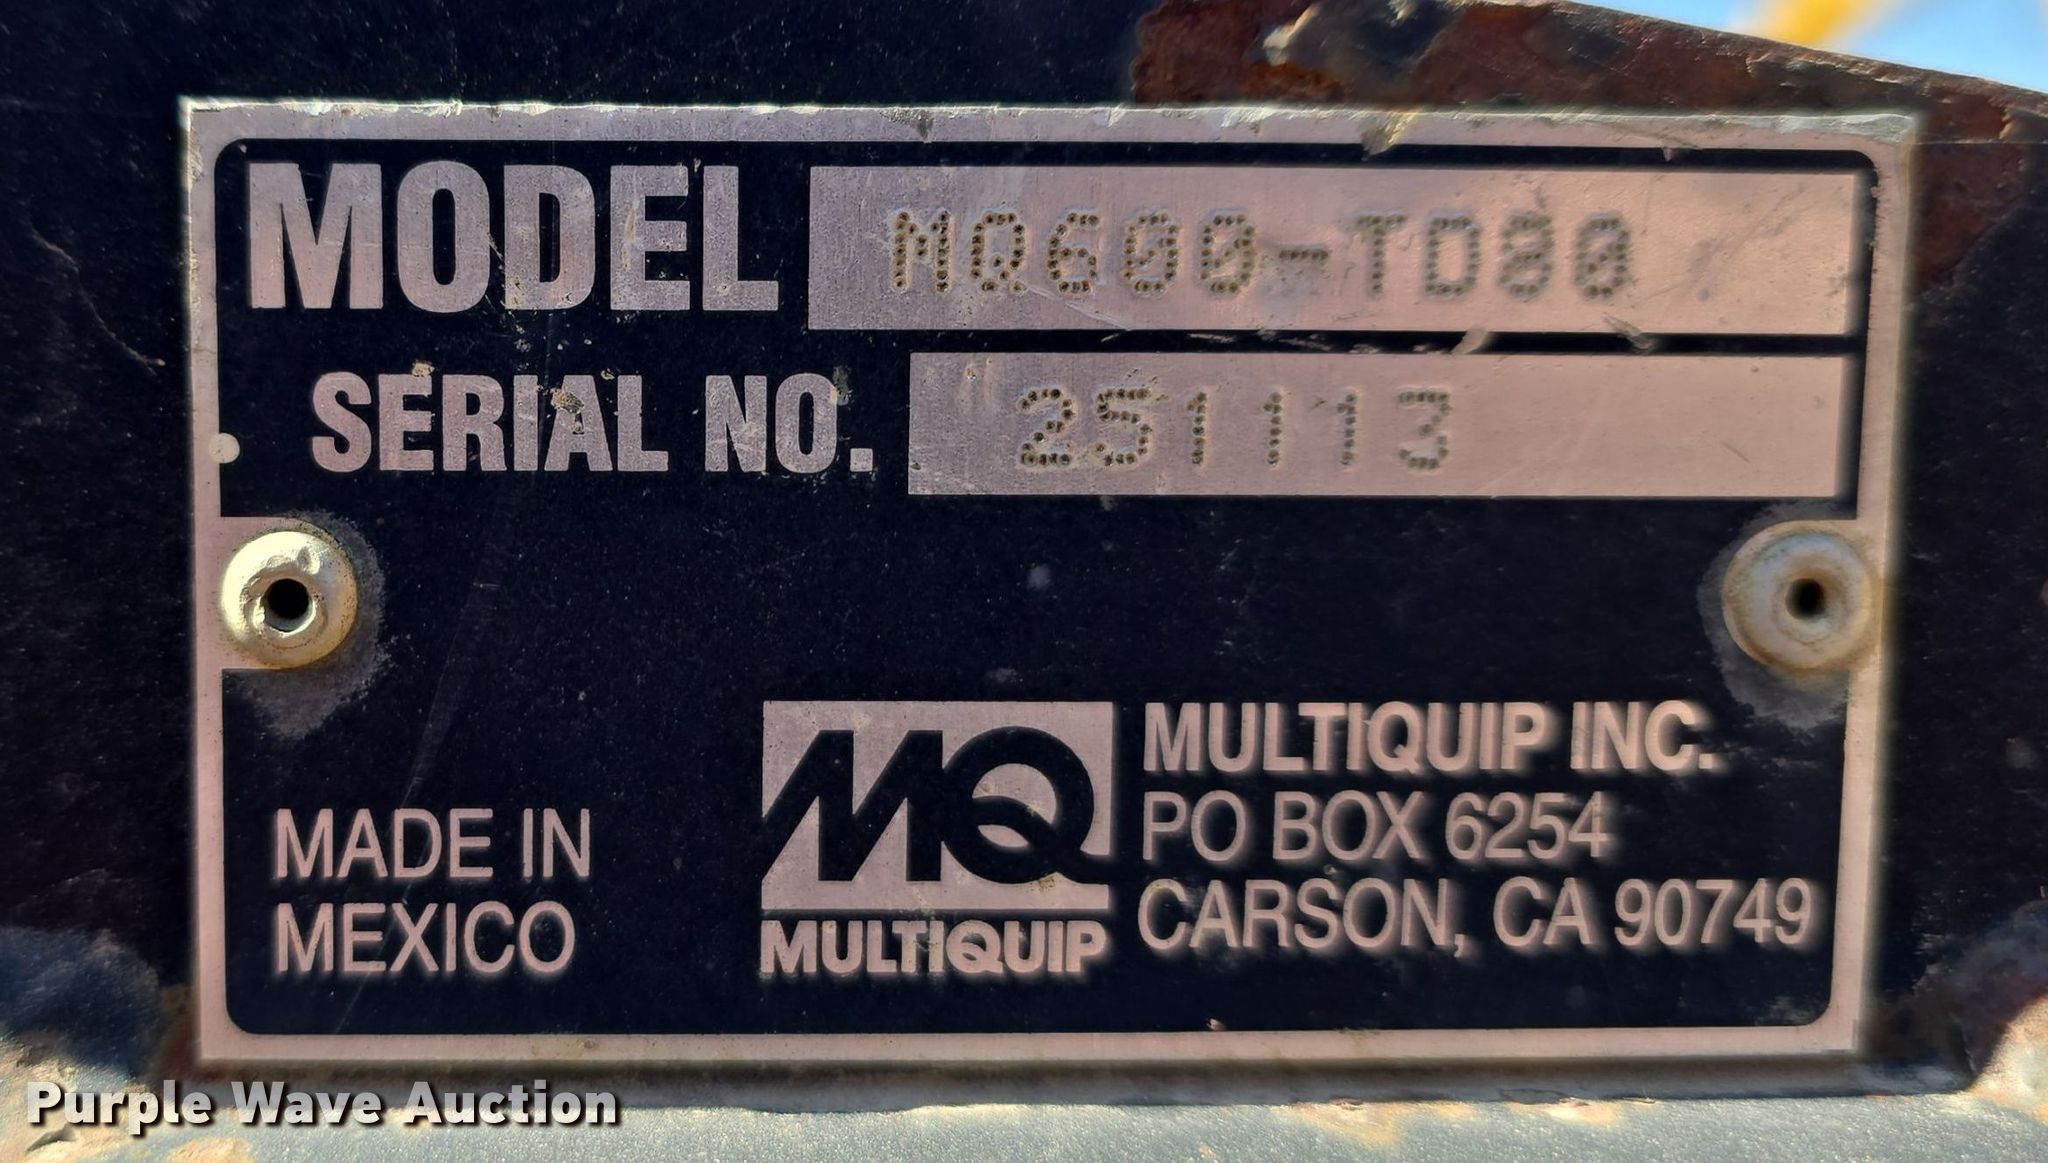 MODEL MQ600-TD80
SERIAL NO. 251113
MADE IN
MEXICO
MQ
MULTIQUIP
MULTIQUIP INC.
PO BOX 6254
CARSON, CA 90749
Purple Wave Auction